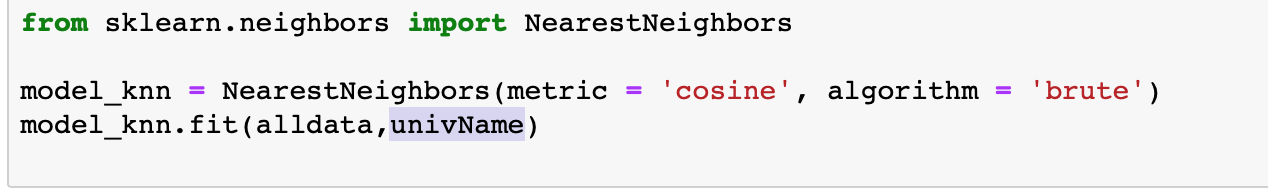 from sklearn.neighbors import NearestNeighbors
model_knn = NearestNeighbors(metric = 'cosine', algorithm = 'brute')
model_knn.fit(alldata,univName)